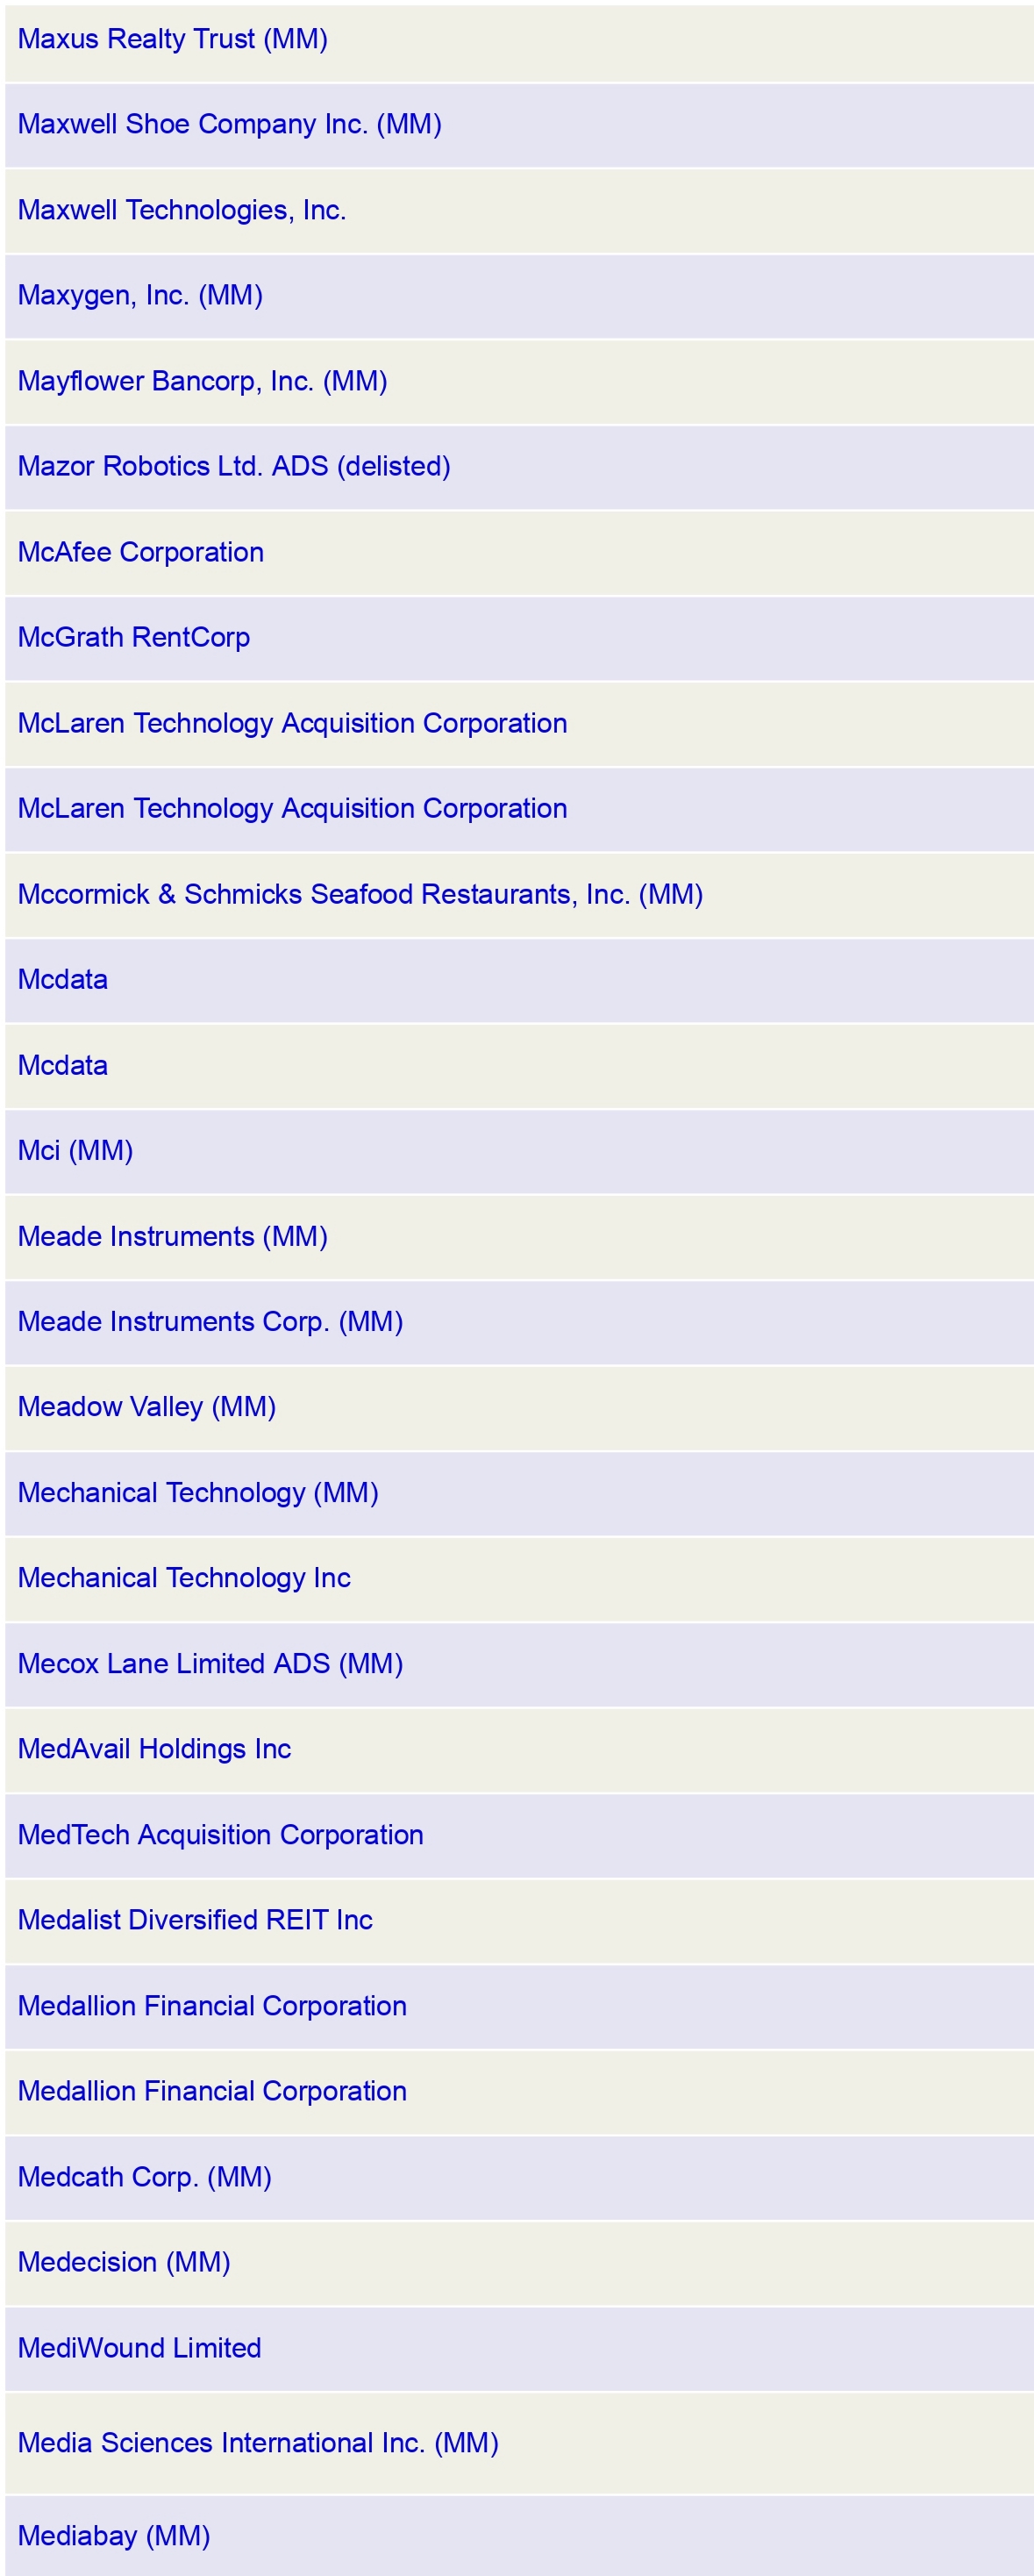 Maxus Realty Trust (MM)
Maxwell Shoe Company Inc. (MM)
Maxwell Technologies, Inc.
Maxygen, Inc. (MM)
Mayflower Bancorp, Inc. (MM)
Mazor Robotics Ltd. ADS (delisted)
McAfee Corporation
McGrath RentCorp
McLaren Technology Acquisition Corporation
McLaren Technology Acquisition Corporation
Mccormick & Schmicks Seafood Restaurants, Inc. (MM)
Mcdata
Mcdata
Mci (MM)
Meade Instruments (MM)
Meade Instruments Corp. (MM)
Meadow Valley (MM)
Mechanical Technology (MM)
Mechanical Technology Inc
Mecox Lane Limited ADS (MM)
MedAvail Holdings Inc
MedTech Acquisition Corporation
Medalist Diversified REIT Inc
Medallion Financial Corporation
Medallion Financial Corporation
Medcath Corp. (MM)
Medecision (MM)
MediWound Limited
Media Sciences International Inc. (MM)
Mediabay (MM)